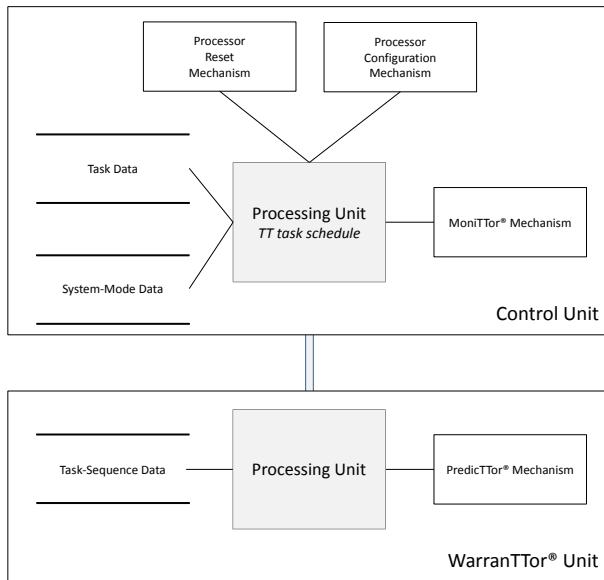 Processor
Reset
Mechanism
Processor
Configuration
Mechanism
Task Data
Processing Unit
TT task schedule
MoniTTor® Mechanism
System-Mode Data
Control Unit
Task-Sequence Data
Processing Unit
PredicTTor® Mechanism
WarranTTor® Unit